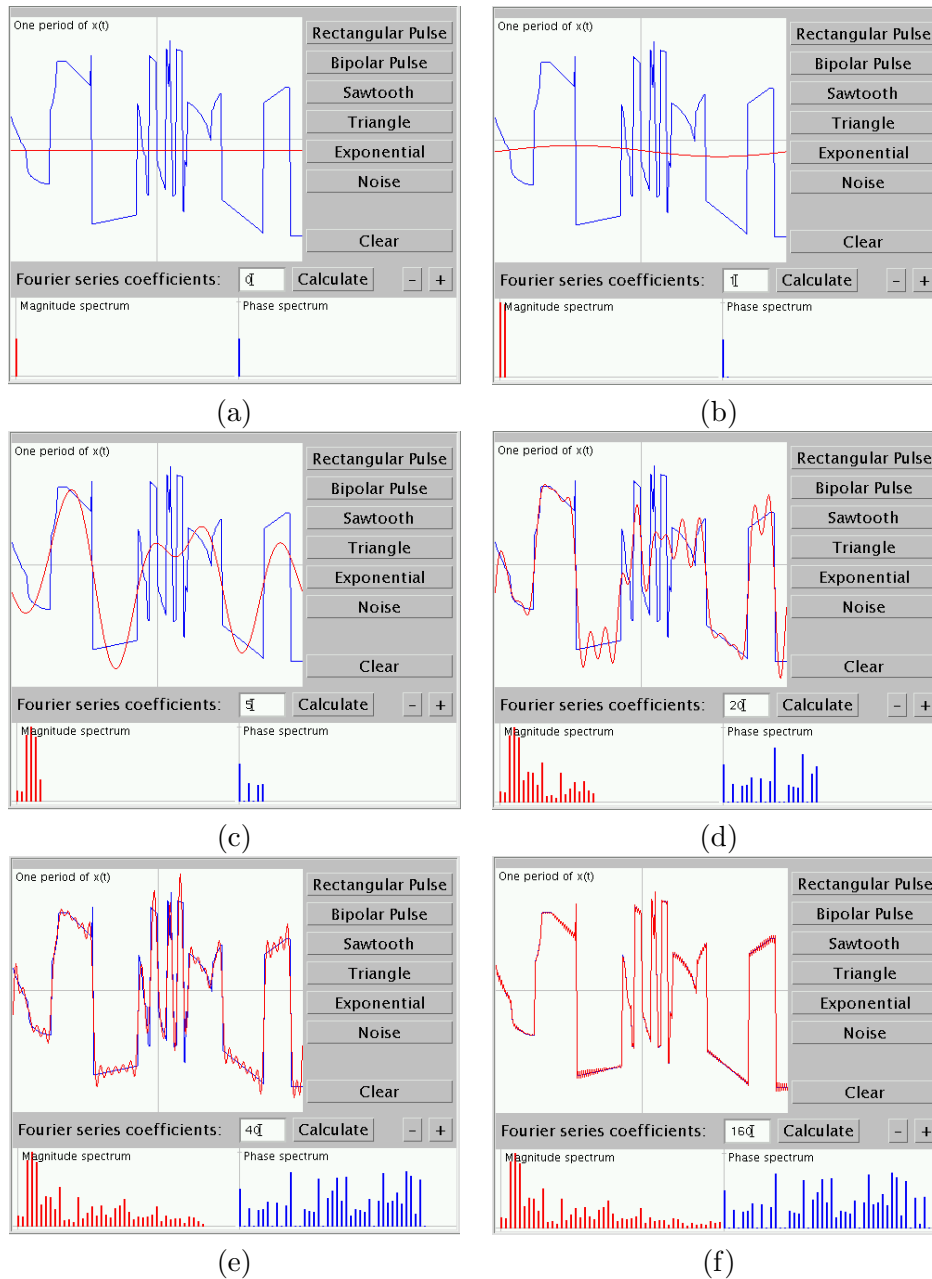 One period of x(t)
Rectangular Pulse
Bipolar Pulse
Sawtooth
Triangle
Exponential
Noise
Clear
Fourier series coefficients: 0 Calculate - +
Magnitude spectrum Phase spectrum
(a)
One period of x(t)
Rectangular Pulse
Bipolar Pulse
Sawtooth
Triangle
Exponential
Noise
Clear
Fourier series coefficients: 1 Calculate - +
Magnitude spectrum Phase spectrum
(b)
One period of x(t)
Rectangular Pulse
Bipolar Pulse
Sawtooth
Triangle
Exponential
Noise
Clear
Fourier series coefficients: 5 Calculate - +
Magnitude spectrum Phase spectrum
(c)
One period of x(t)
Rectangular Pulse
Bipolar Pulse
Sawtooth
Triangle
Exponential
Noise
Clear
Fourier series coefficients: 20 Calculate - +
Magnitude spectrum Phase spectrum
(d)
One period of x(t)
Rectangular Pulse
Bipolar Pulse
Sawtooth
Triangle
Exponential
Noise
Clear
Fourier series coefficients: 40 Calculate - +
Magnitude spectrum Phase spectrum
(e)
One period of x(t)
Rectangular Pulse
Bipolar Pulse
Sawtooth
Triangle
Exponential
Noise
Clear
Fourier series coefficients: 160 Calculate - +
Magnitude spectrum Phase spectrum
(f)